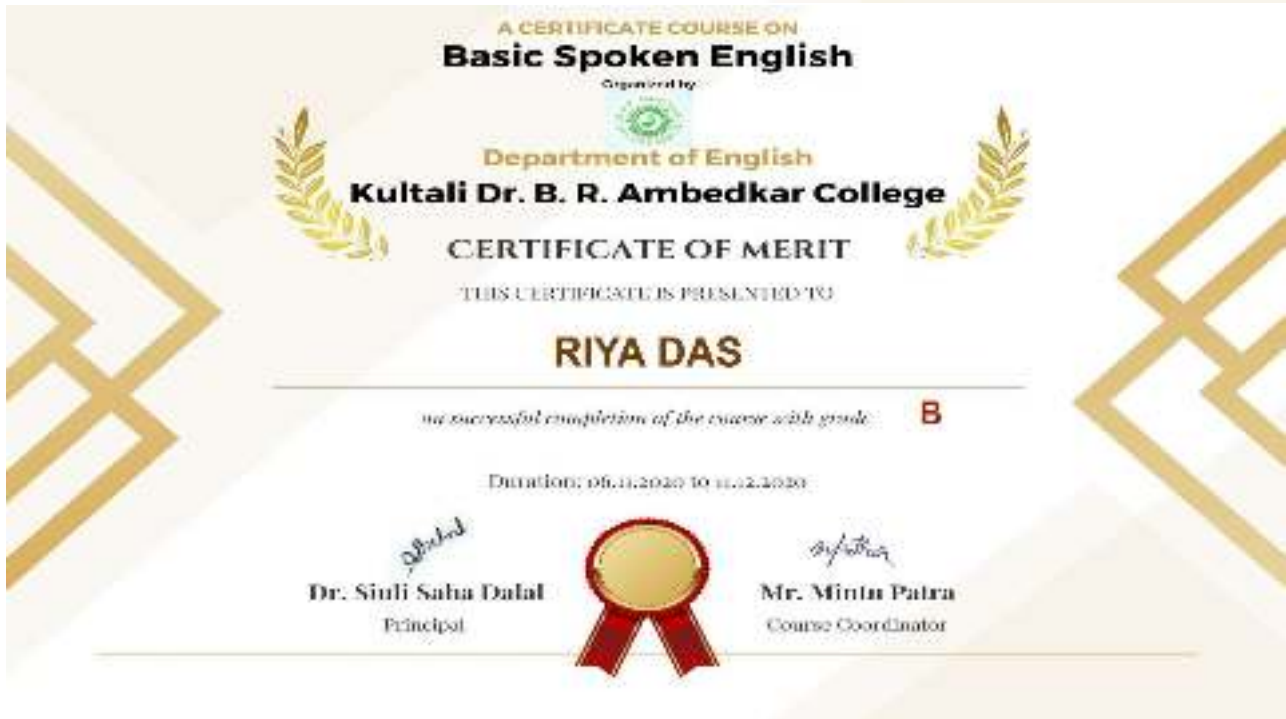 A CERTIFICATE COURSE ON
Basic Spoken English
Organized by
Department of English
Kultali Dr. B. R. Ambedkar College
CERTIFICATE OF MERIT
THIS CERTIFICATE IS PRESENTED TO
RIYA DAS
on successful completion of the course with grade B
Duration: 06.11.2020 to 11.12.2020
Dr. Siuli Saha Dalal Mr. Mintu Patra
Principal Course Coordinator